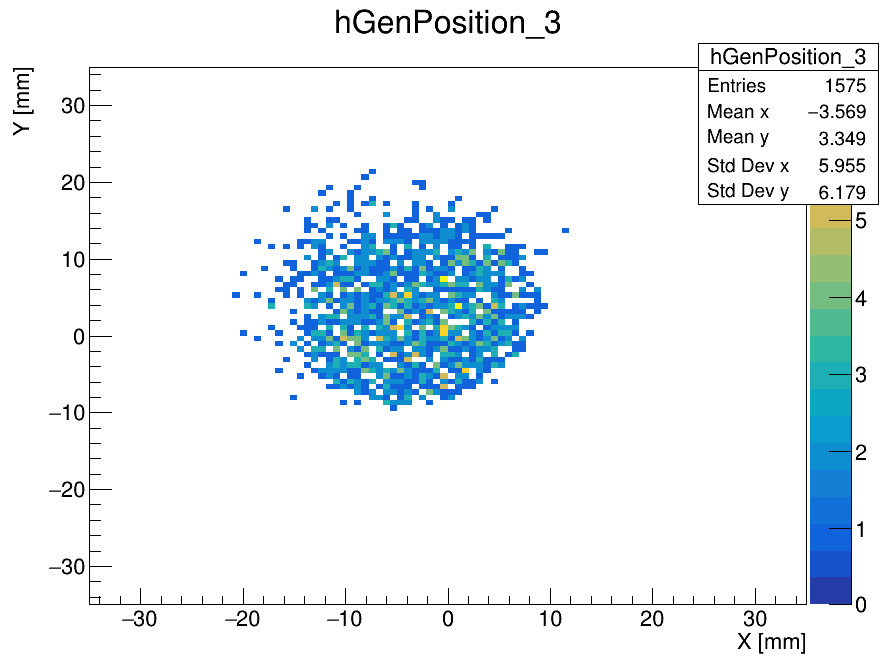 hGenPosition_3
hGenPosition_3
Entries 1575
Mean x −3.569
Mean y 3.349
Std Dev x 5.955
Std Dev y 6.179
Y [mm]
30
20
10
0
−10
−20
−30
−30 −20 −10 0 10 20 30
X [mm]
5
4
3
2
1
0